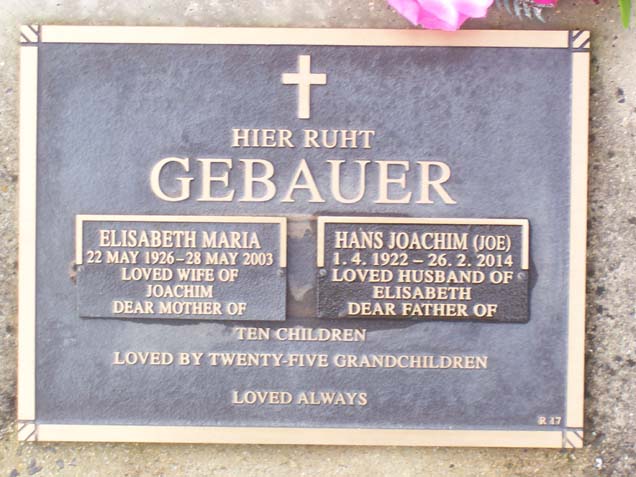 HIER RUHT
GEBAUER
ELISABETH MARIA
22 MAY 1926-28 MAY 2003
LOVED WIFE OF
JOACHIM
DEAR MOTHER OF
HANS JOACHIM (JOE)
1. 4. 1922 - 26. 2. 2014
LOVED HUSBAND OF
ELISABETH
DEAR FATHER OF
TEN CHILDREN
LOVED BY TWENTY-FIVE GRANDCHILDREN
LOVED ALWAYS
R 17